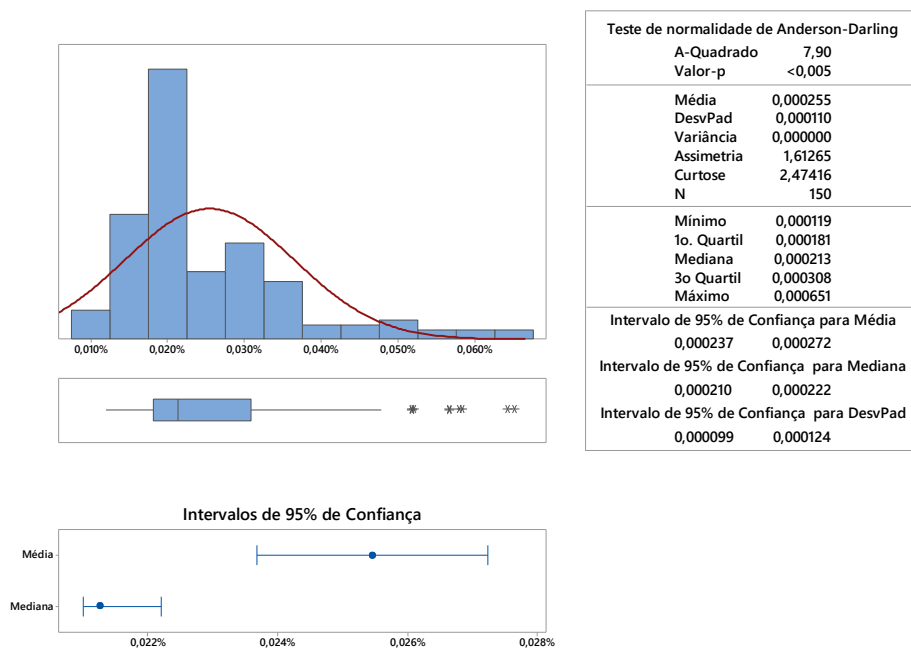 0,010% 0,020% 0,030% 0,040% 0,050% 0,060%
Teste de normalidade de Anderson-Darling
A-Quadrado 7,90
Valor-p <0,005
Média 0,000255
DesvPad 0,000110
Variância 0,000000
Assimetria 1,61265
Curtose 2,47416
N 150
Mínimo 0,000119
1o. Quartil 0,000181
Mediana 0,000213
3o Quartil 0,000308
Máximo 0,000651
Intervalo de 95% de Confiança para Média
0,000237 0,000272
Intervalo de 95% de Confiança para Mediana
0,000210 0,000222
Intervalo de 95% de Confiança para DesvPad
0,000099 0,000124
Intervalos de 95% de Confiança
Média
Mediana
0,022% 0,024% 0,026% 0,028%